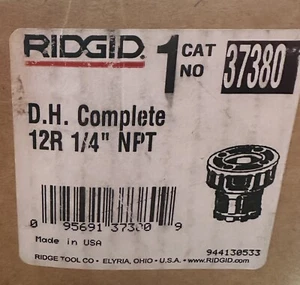 RIDGID. 1 CAT NO 37380
D.H. Complete
12R 1/4" NPT
0 95691 37380 9
Made in USA
944130533
RIDGE TOOL CO • ELYRIA, OHIO • U.S.A. • www.RIDGID.com